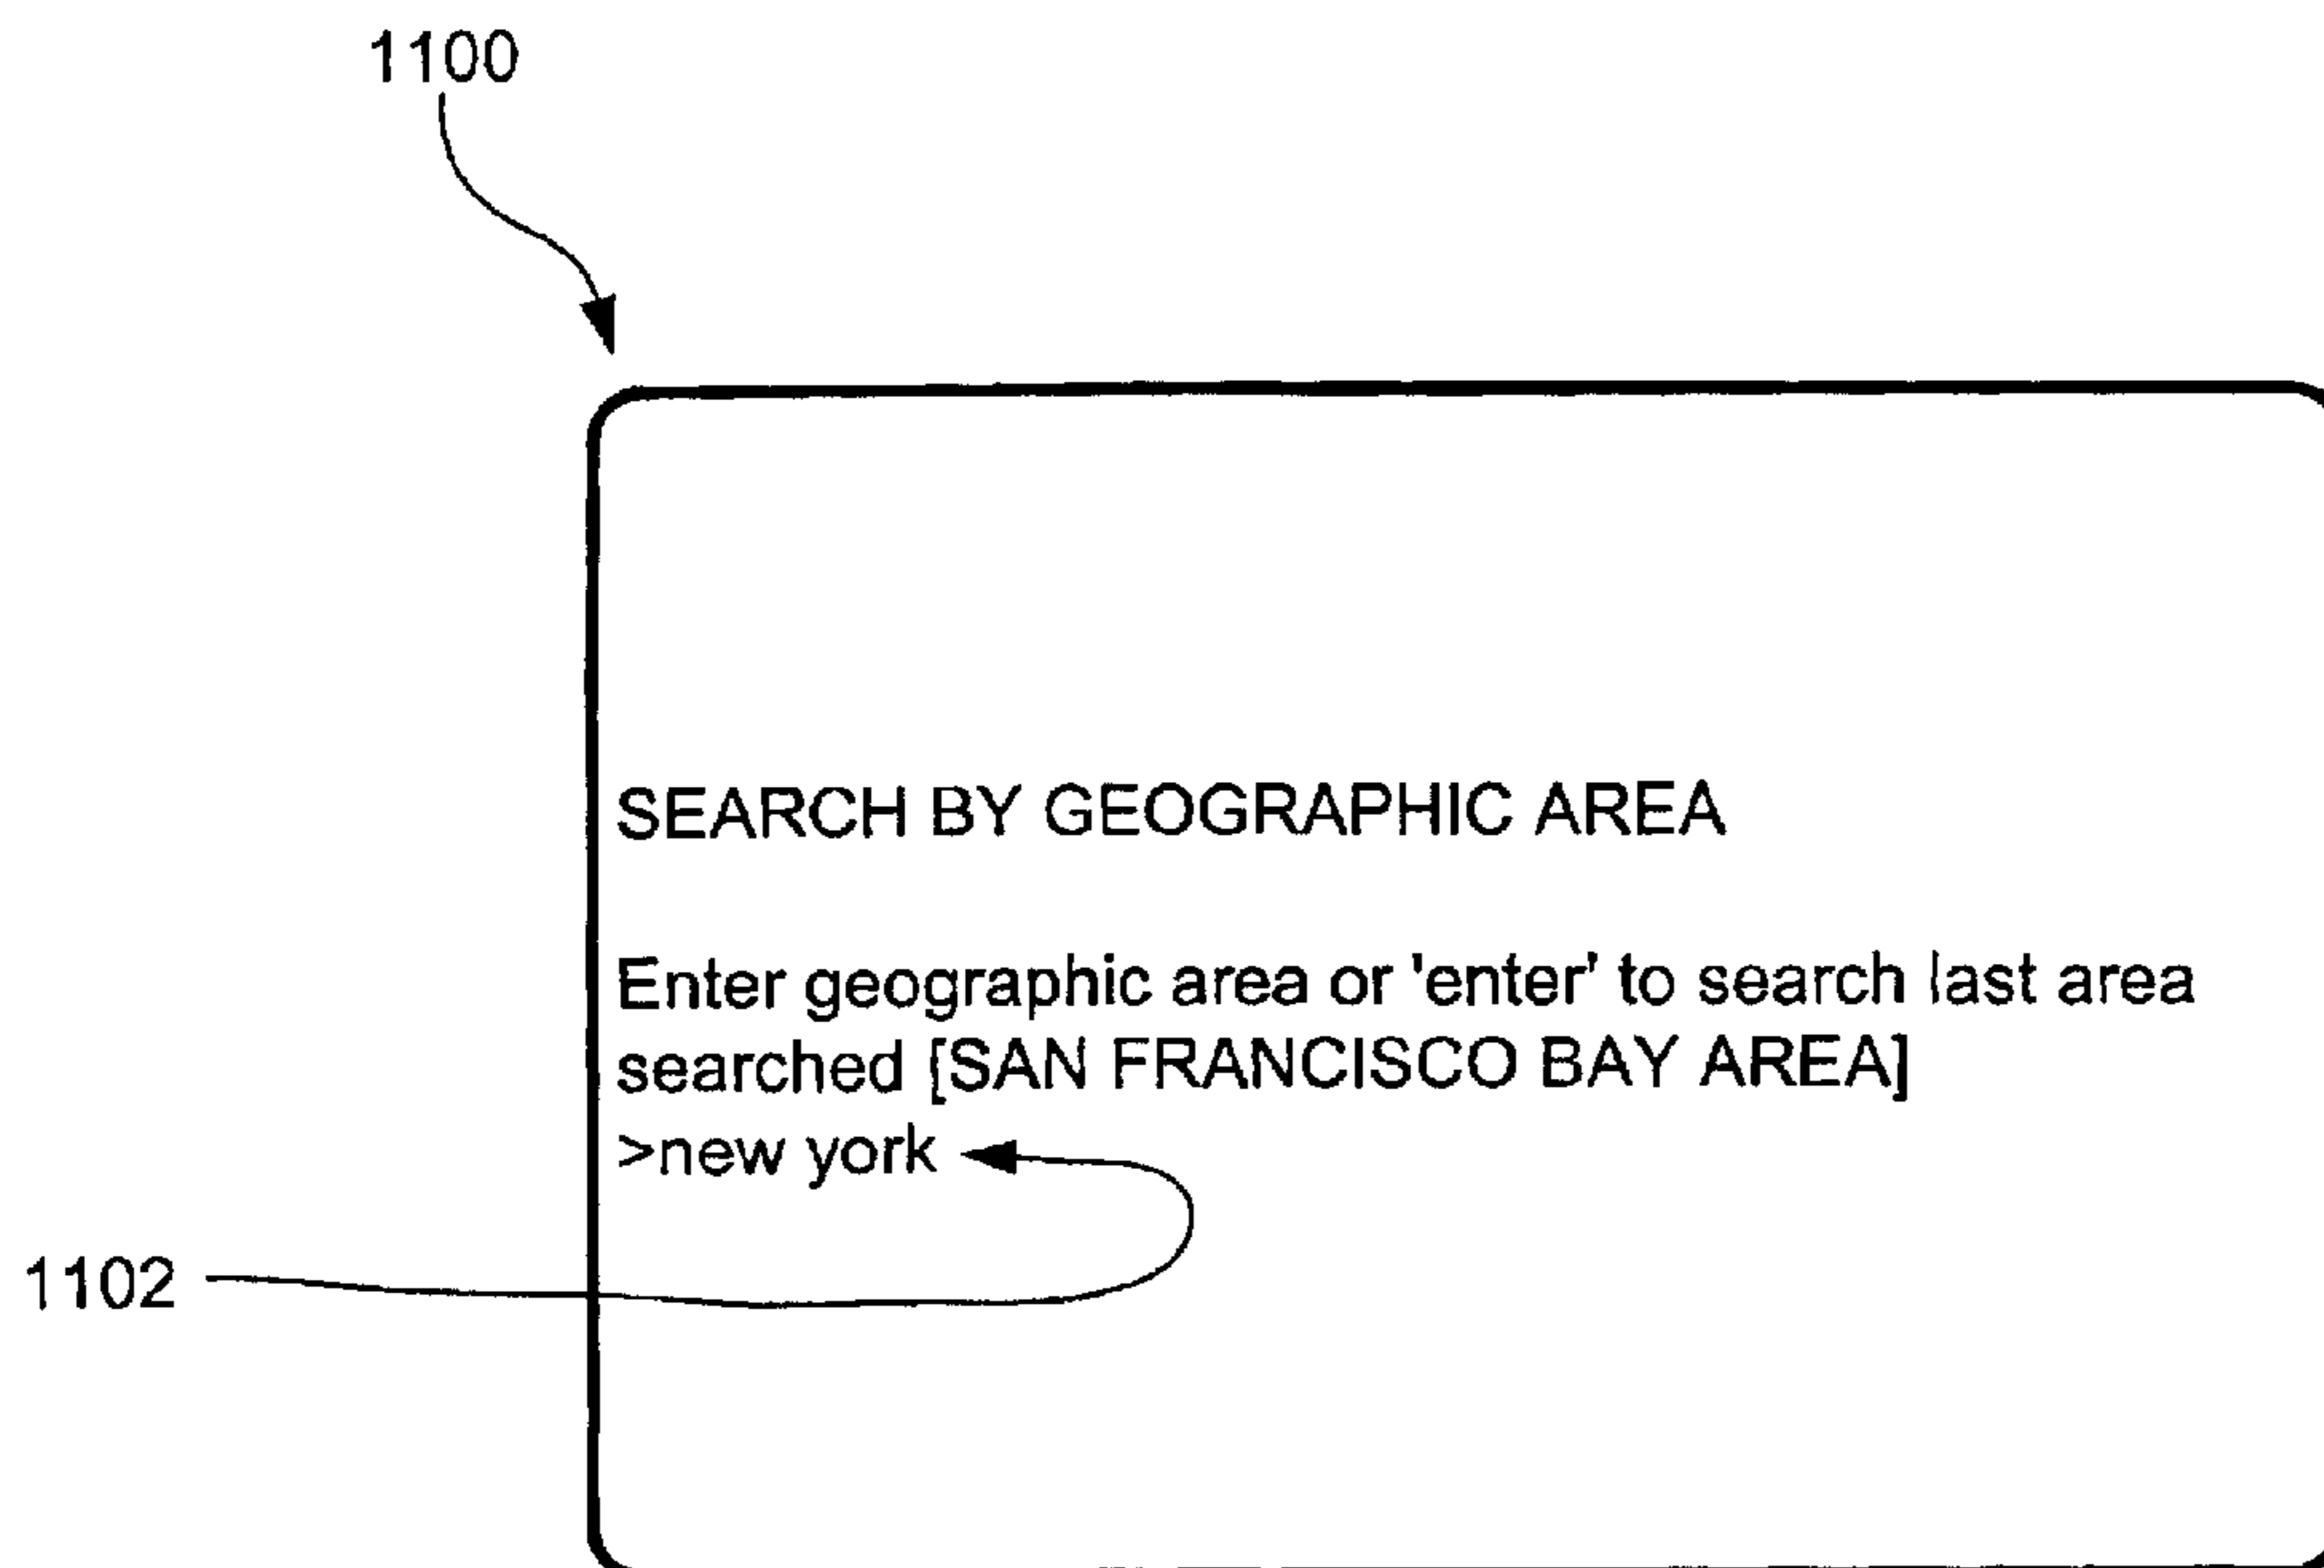 1100
SEARCH BY GEOGRAPHIC AREA
Enter geographic area or 'enter' to search last area
searched [SAN FRANCISCO BAY AREA]
>new york
1102